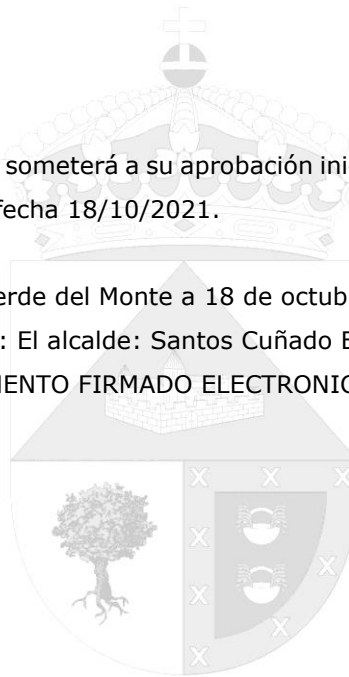 someterá a su aprobación ini
fecha 18/10/2021.
erde del Monte a 18 de octub
: El alcalde: Santos Cuñado E
IENTO FIRMADO ELECTRONIC